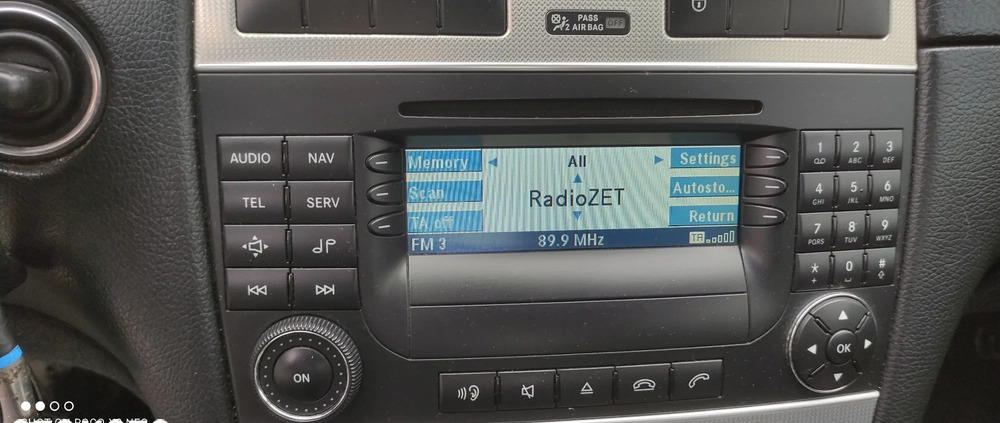 PASS
2 AIR BAG OFF
AUDIO NAV
TEL SERV
ON
Memory All Settings
Scan RadioZET Autosto...
TA off Return
FM 3 89.9 MHz TA
1 2 ABC 3 DEF
4 GHI 5 JKL 6 MNO
7 PQRS 8 TUV 9 WXYZ
* + 0 #
OK